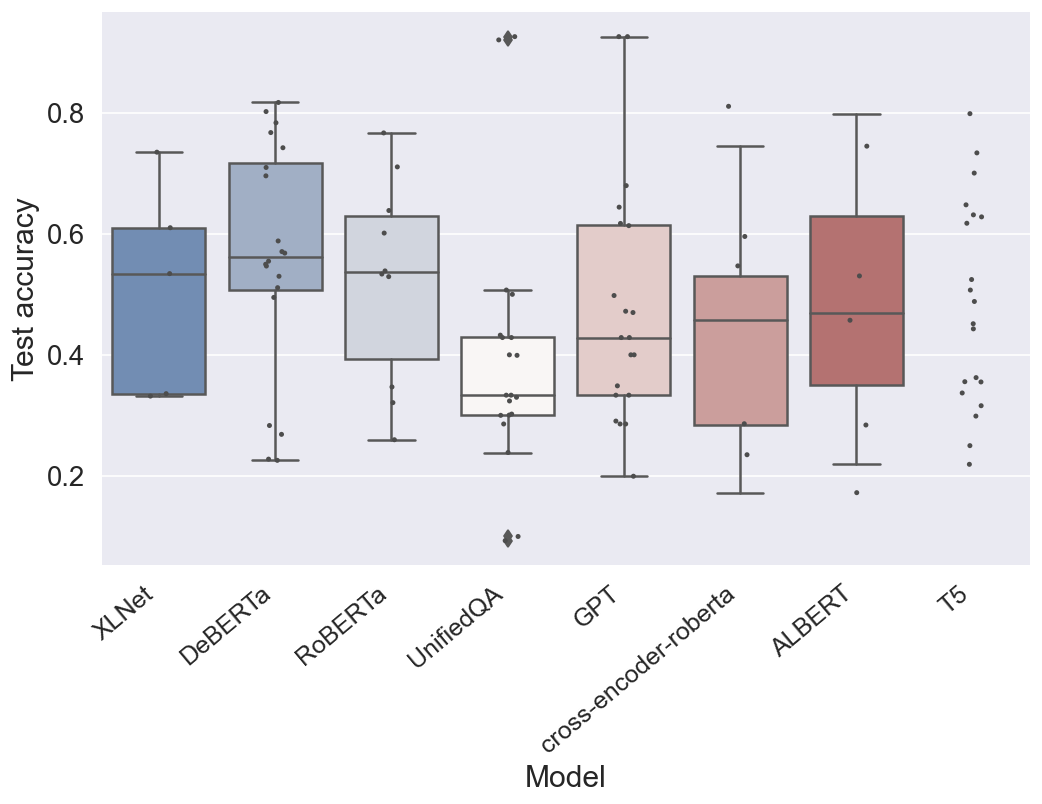 Test accuracy
0.8
0.6
0.4
0.2
XLNet
DeBERTa
RoBERTa
UnifiedQA
GPT
cross-encoder-roberta
ALBERT
T5
Model